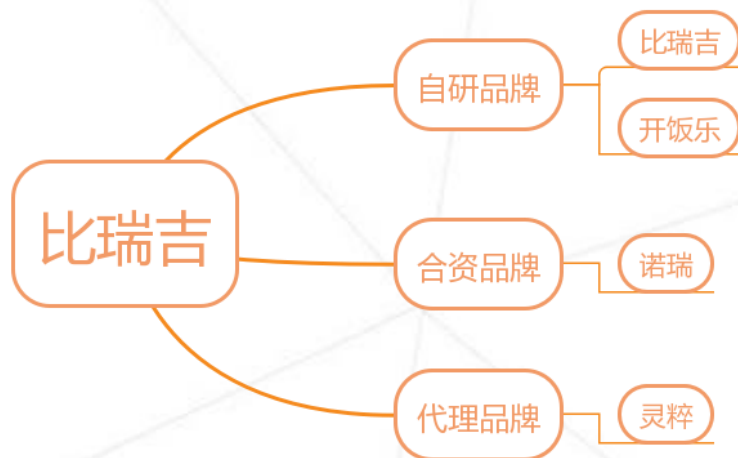 比瑞吉
自研品牌
比瑞吉
开饭乐
合资品牌
诺瑞
代理品牌
灵粹